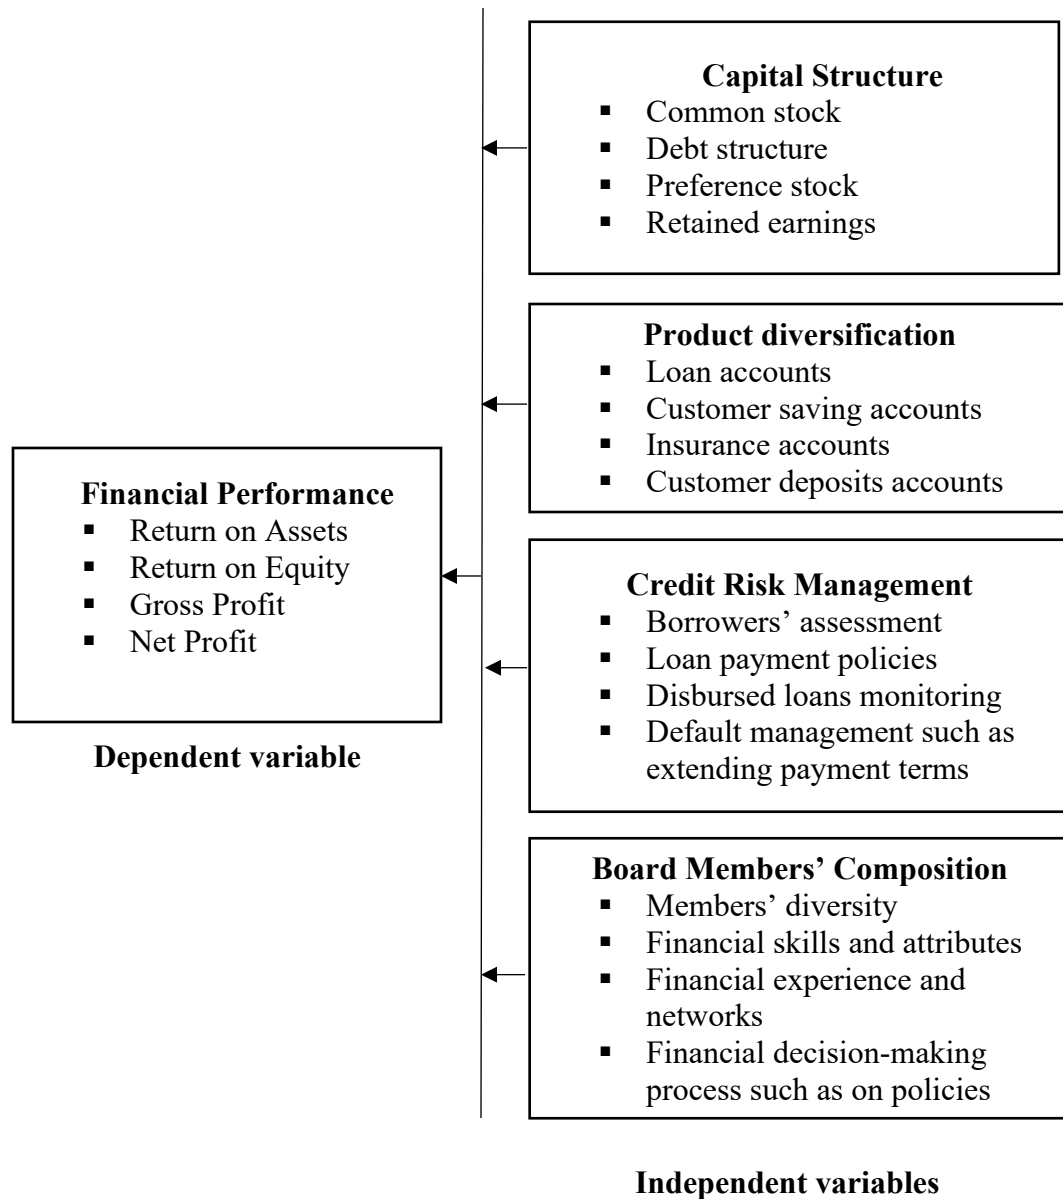 Capital Structure
▪ Common stock
▪ Debt structure
▪ Preference stock
▪ Retained earnings
Product diversification
▪ Loan accounts
▪ Customer saving accounts
▪ Insurance accounts
▪ Customer deposits accounts
Financial Performance
▪ Return on Assets
▪ Return on Equity
▪ Gross Profit
▪ Net Profit
Dependent variable
Credit Risk Management
▪ Borrowers’ assessment
▪ Loan payment policies
▪ Disbursed loans monitoring
▪ Default management such as
extending payment terms
Board Members’ Composition
▪ Members’ diversity
▪ Financial skills and attributes
▪ Financial experience and
networks
▪ Financial decision-making
process such as on policies
Independent variables